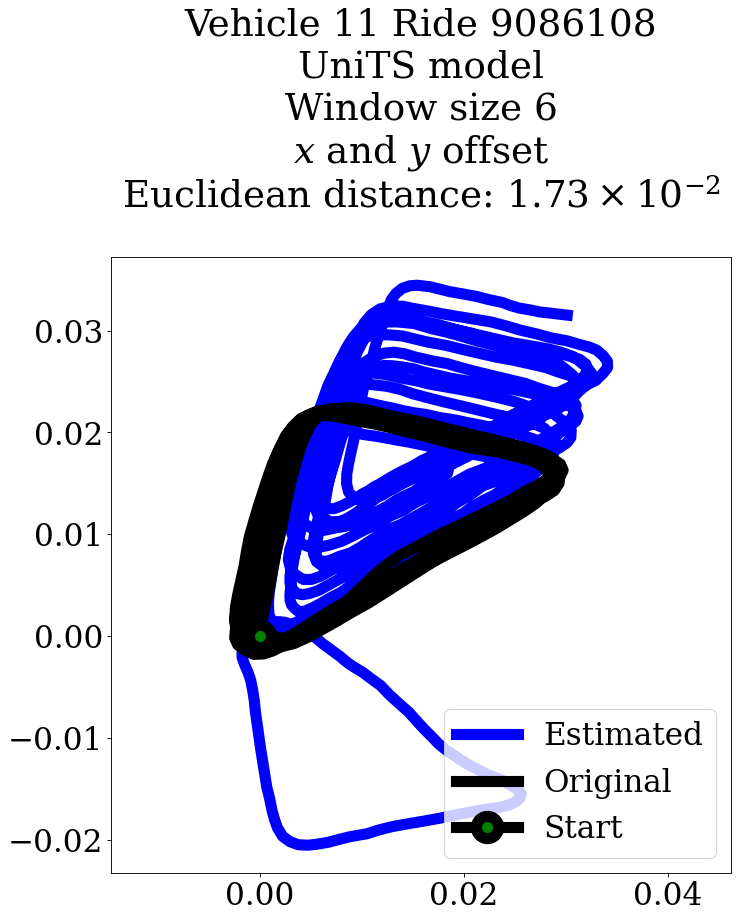 Vehicle 11 Ride 9086108
UniTS model
Window size 6
x and y offset
Euclidean distance: 1.73 × 10⁻²
0.03
0.02
0.01
0.00
−0.01
−0.02
Estimated
Original
Start
0.00 0.02 0.04